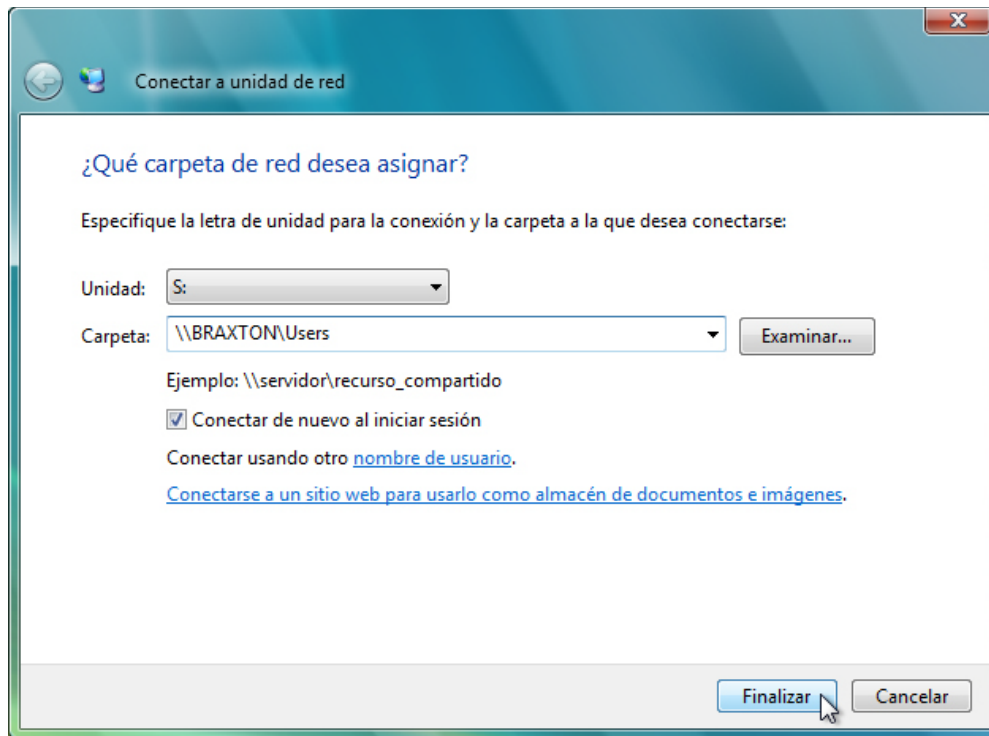 Conectar a unidad de red
¿Qué carpeta de red desea asignar?
Especifique la letra de unidad para la conexión y la carpeta a la que desea conectarse:
Unidad: S:
Carpeta: \\BRAXTON\Users Examinar...
Ejemplo: \\servidor\recurso_compartido
Conectar de nuevo al iniciar sesión
Conectar usando otro nombre de usuario.
Conectarse a un sitio web para usarlo como almacén de documentos e imágenes.
Finalizar Cancelar